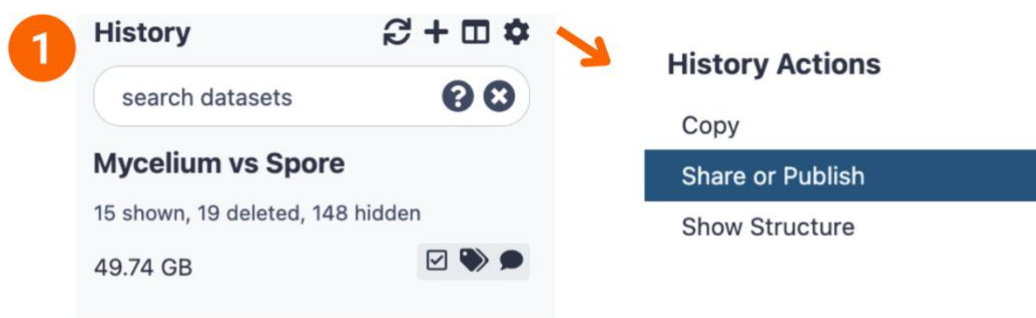 1
History
search datasets
Mycelium vs Spore
15 shown, 19 deleted, 148 hidden
49.74 GB
History Actions
Copy
Share or Publish
Show Structure